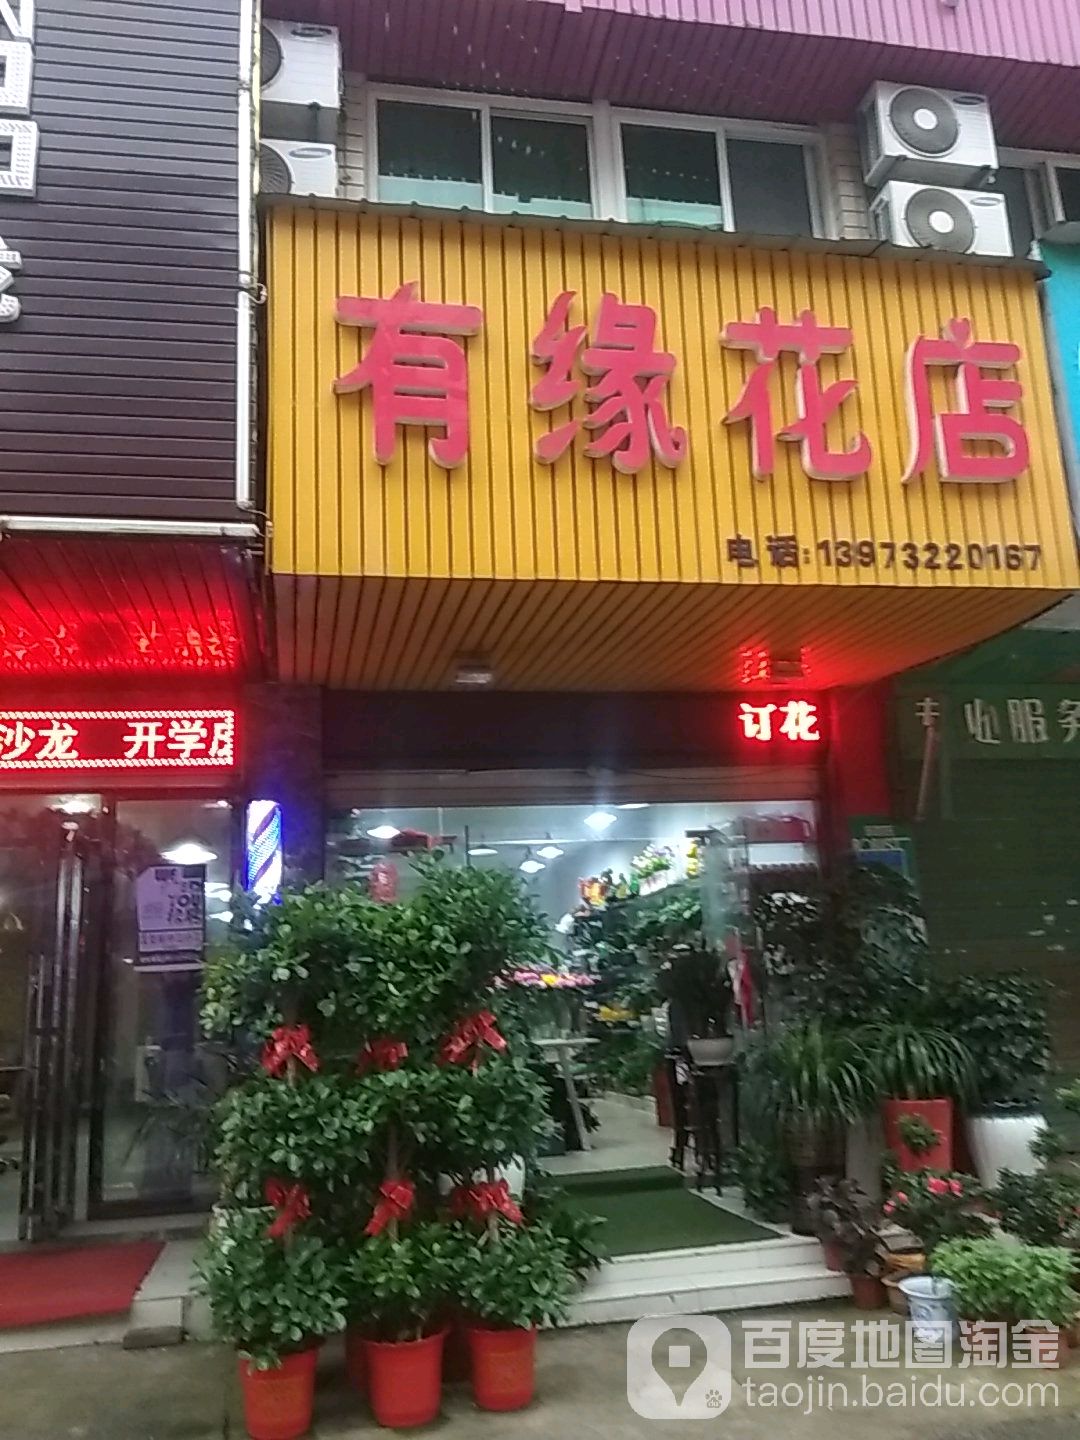 有缘花店
电话:13973220167
订花
沙龙 开学
业服务
百度地图淘金
taojin.baidu.com